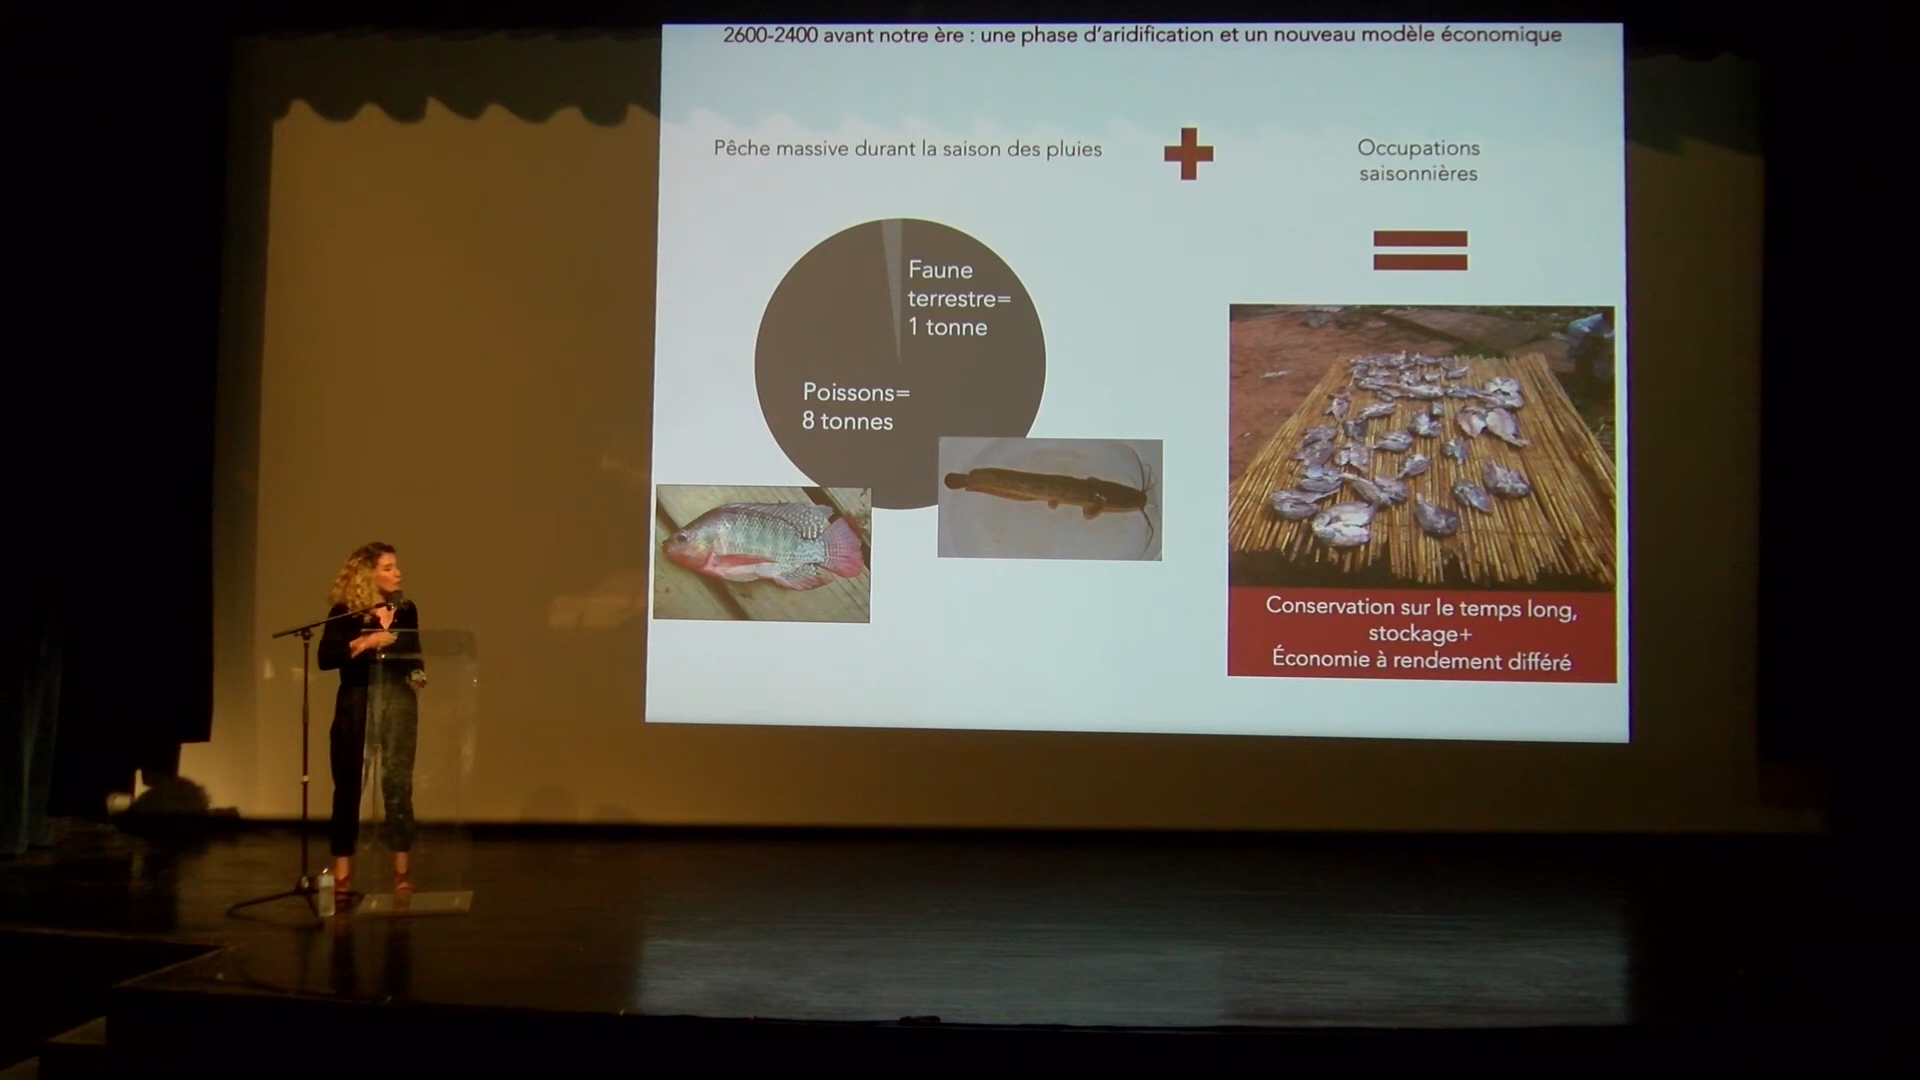 2600-2400 avant notre ère : une phase d'aridification et un nouveau modèle économique
Pêche massive durant la saison des pluies
Occupations
saisonnières
Faune
terrestre=
1 tonne
Poissons=
8 tonnes
Conservation sur le temps long,
stockage+
Économie à rendement différé